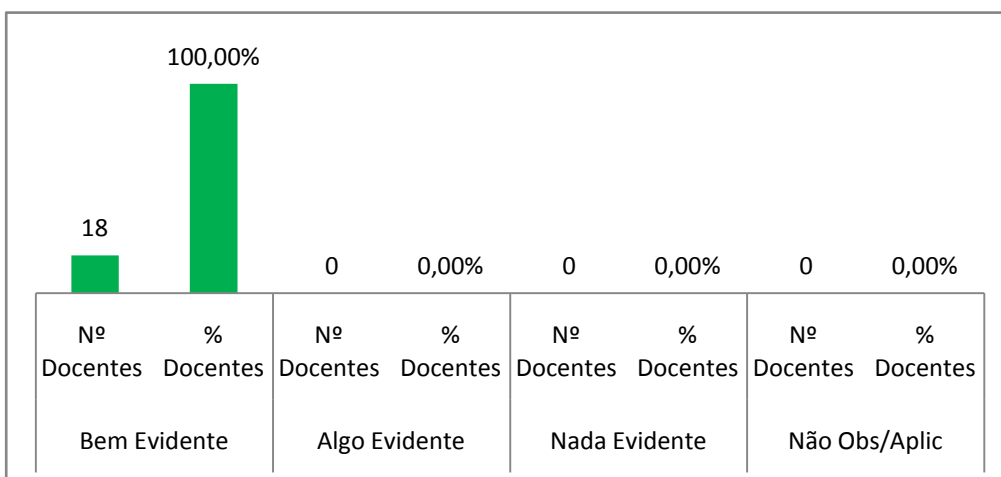 100,00%
18
0 0,00% 0 0,00% 0 0,00%
Nº % Nº % Nº % Nº %
Docentes Docentes Docentes Docentes Docentes Docentes Docentes Docentes
Bem Evidente Algo Evidente Nada Evidente Não Obs/Aplic